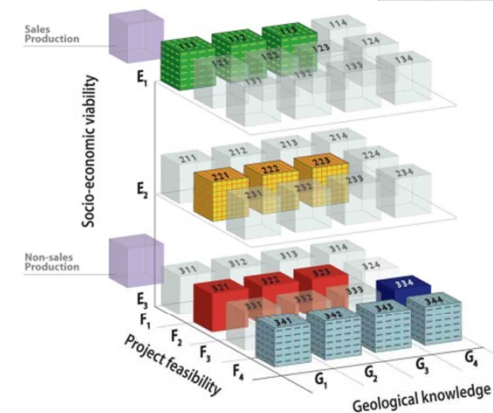 Sales
Production
114
111
112
113
123
124
121
122
131
132
133
134
E1
Socio-economic viability
211
212
213
214
221
222
223
224
231
232
233
234
E2
Non-sales
Production
311
312
313
314
321
322
323
324
331
332
333
334
E3
341
342
343
344
F1
F2
F3
F4
Project feasibility
G1
G2
G3
G4
Geological knowledge